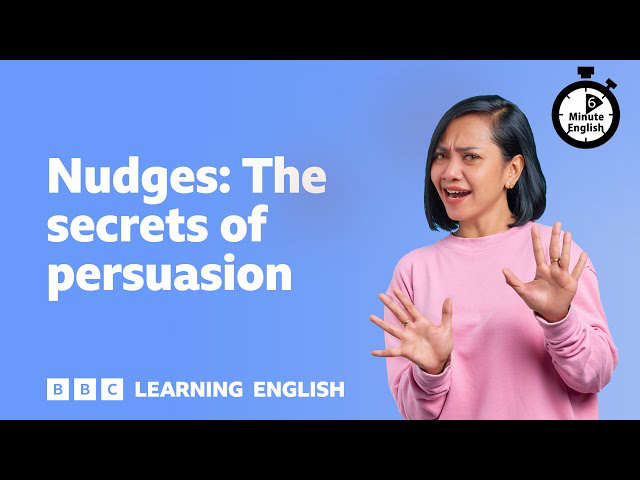 6
Minute
English
Nudges: The
secrets of
persuasion
BBC LEARNING ENGLISH